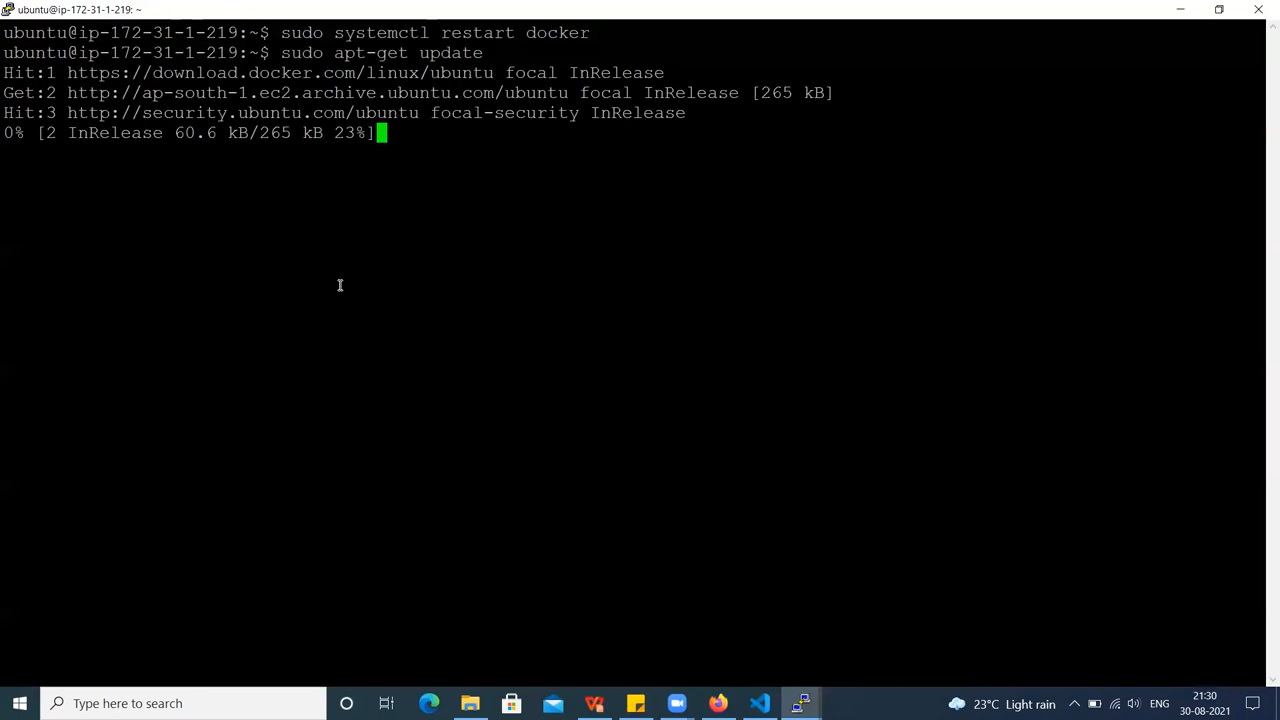 ubuntu@ip-172-31-1-219: ~
ubuntu@ip-172-31-1-219:~$ sudo systemctl restart docker
ubuntu@ip-172-31-1-219:~$ sudo apt-get update
Hit:1 https://download.docker.com/linux/ubuntu focal InRelease
Get:2 http://ap-south-1.ec2.archive.ubuntu.com/ubuntu focal InRelease [265 kB]
Hit:3 http://security.ubuntu.com/ubuntu focal-security InRelease
0% [2 InRelease 60.6 kB/265 kB 23%]
Type here to search
23°C Light rain
ENG
21:30
30-08-2021